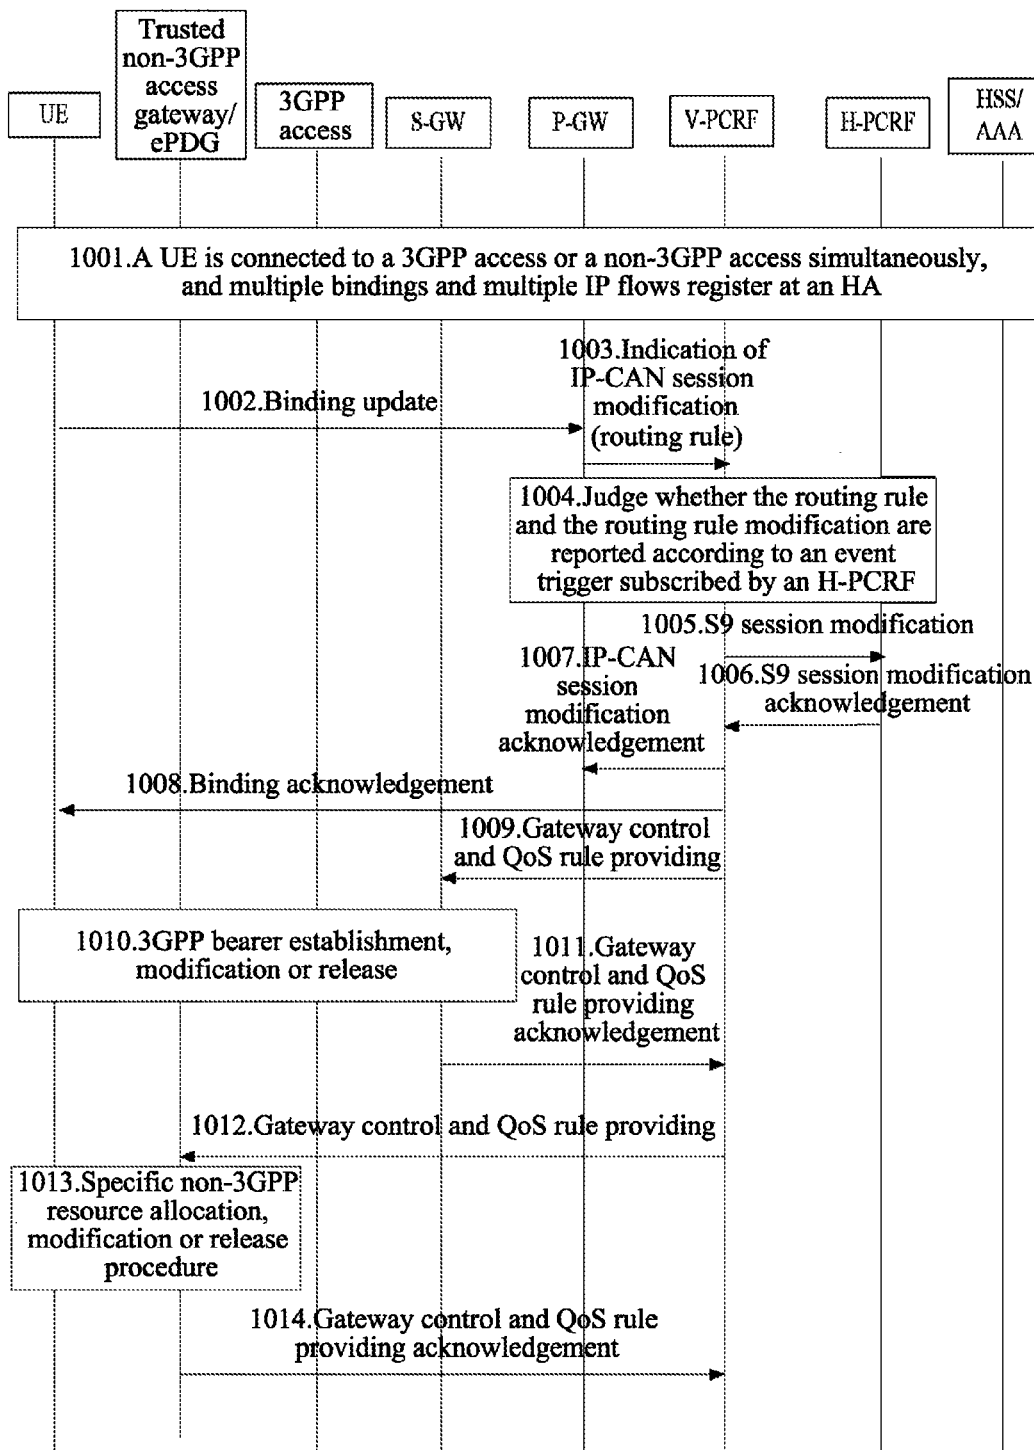 Trusted
non-3GPP
access
gateway/
ePDG
UE
3GPP
access
S-GW
P-GW
V-PCRF
H-PCRF
HSS/
AAA
1001.A UE is connected to a 3GPP access or a non-3GPP access simultaneously,
and multiple bindings and multiple IP flows register at an HA
1002.Binding update
1003.Indication of
IP-CAN session
modification
(routing rule)
1004.Judge whether the routing rule
and the routing rule modification are
reported according to an event
trigger subscribed by an H-PCRF
1005.S9 session modification
1006.S9 session modification
acknowledgement
1007.IP-CAN
session
modification
acknowledgement
1008.Binding acknowledgement
1009.Gateway control
and QoS rule providing
1010.3GPP bearer establishment,
modification or release
1011.Gateway
control and QoS
rule providing
acknowledgement
1012.Gateway control and QoS rule providing
1013.Specific non-3GPP
resource allocation,
modification or release
procedure
1014.Gateway control and QoS rule
providing acknowledgement